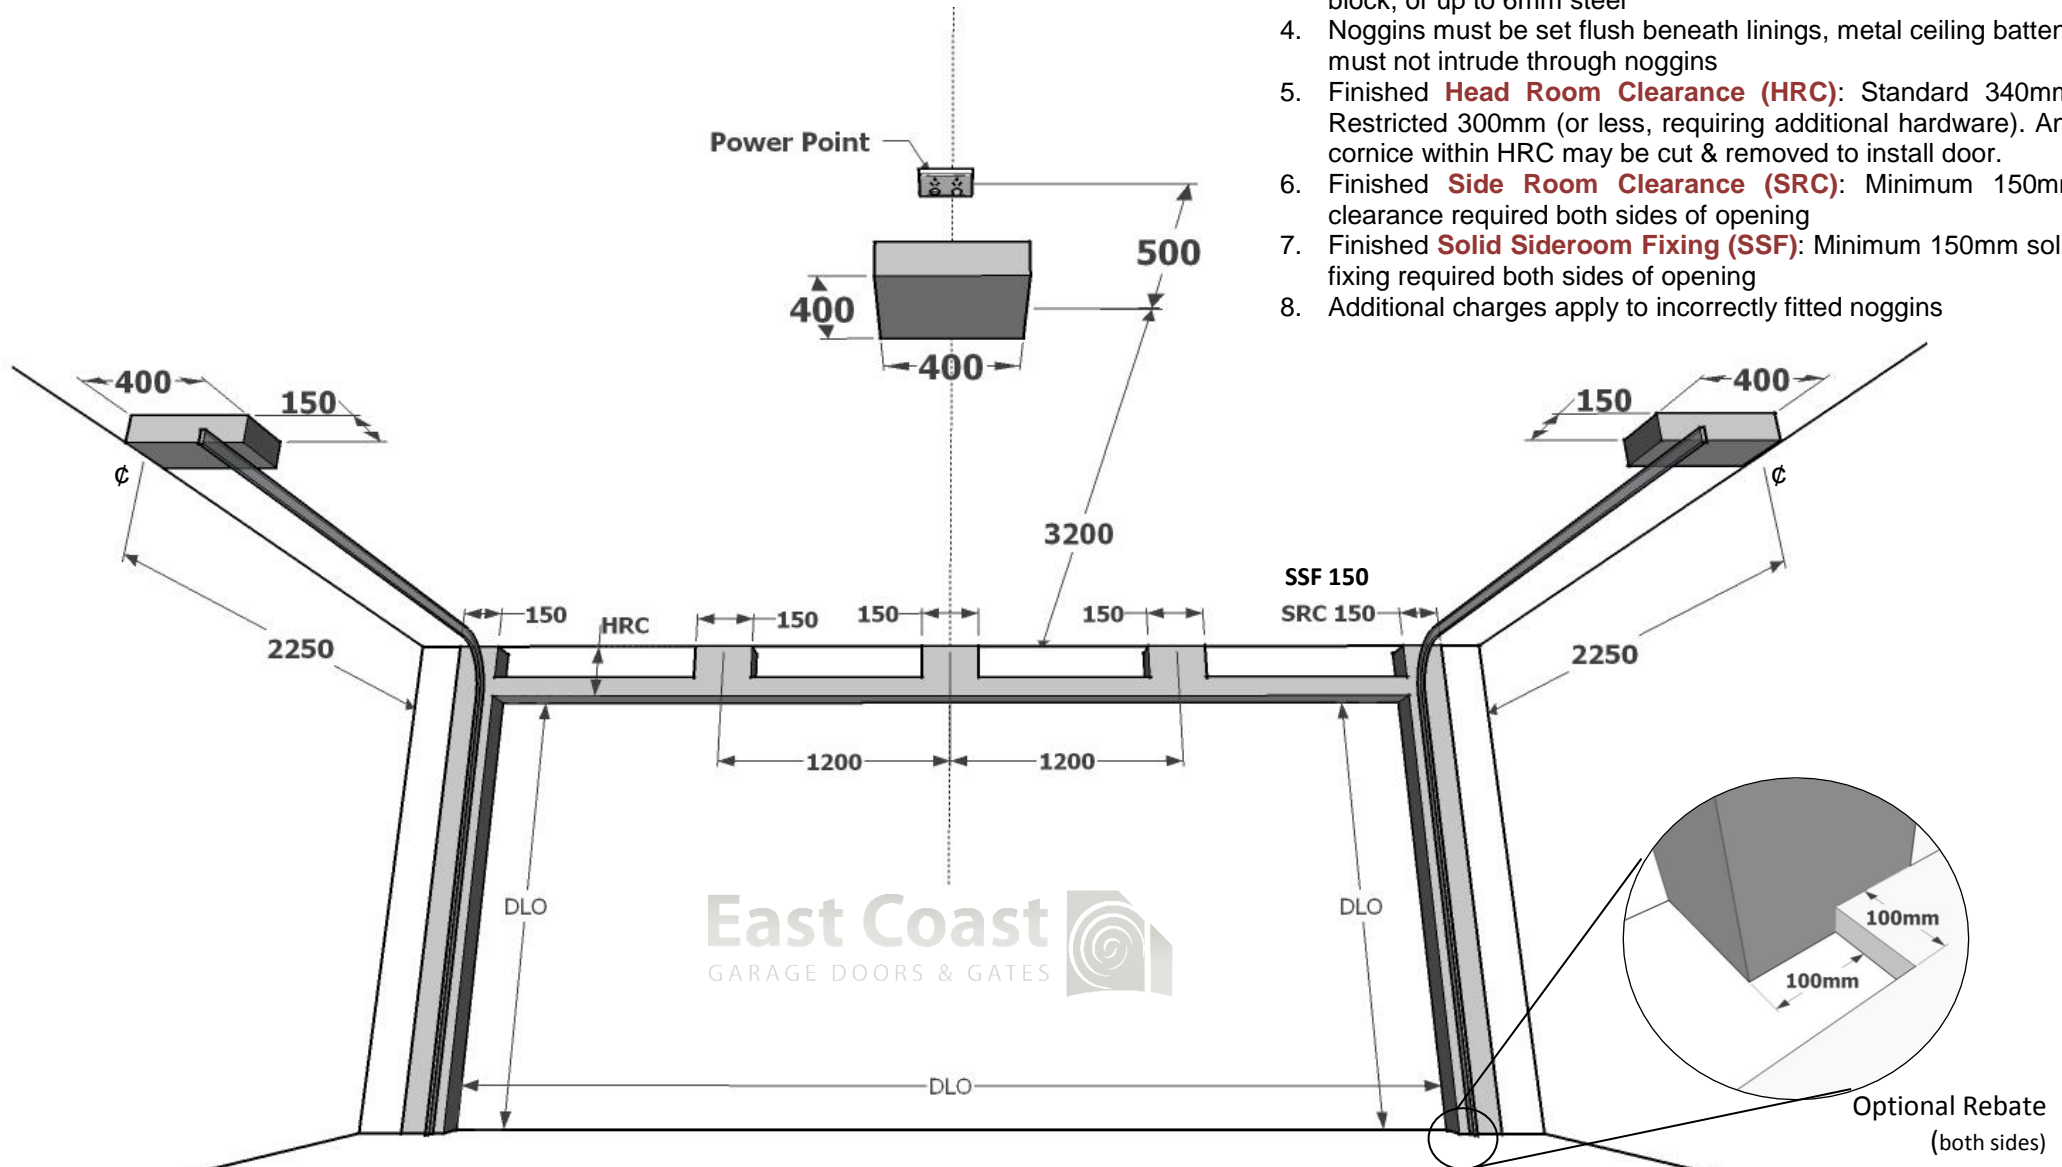 block, or up to 6mm steel
4. Noggins must be set flush beneath linings, metal ceiling batten
must not intrude through noggins
5. Finished Head Room Clearance (HRC): Standard 340mm
Restricted 300mm (or less, requiring additional hardware). An
cornice within HRC may be cut & removed to install door.
6. Finished Side Room Clearance (SRC): Minimum 150mm
clearance required both sides of opening
7. Finished Solid Sideroom Fixing (SSF): Minimum 150mm soli
fixing required both sides of opening
8. Additional charges apply to incorrectly fitted noggins
Power Point
500
400
400
400
150
150
400
¢
¢
3200
2250
2250
SSF 150
150
HRC
150
150
150
SRC 150
1200
1200
DLO
DLO
East Coast
GARAGE DOORS & GATES
DLO
100mm
100mm
Optional Rebate
(both sides)